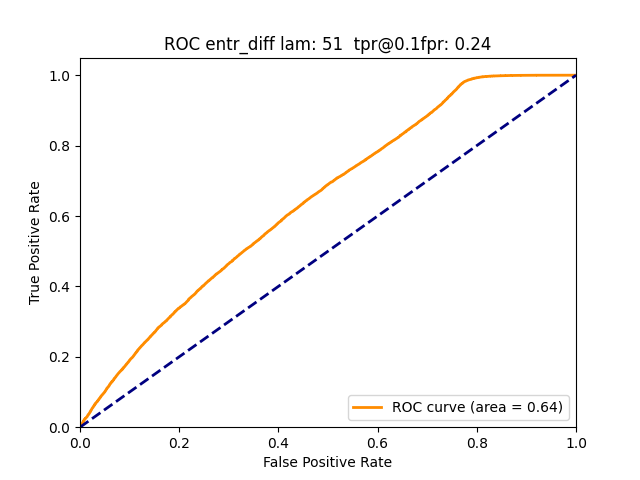 ROC entr_diff lam: 51 tpr@0.1fpr: 0.24
1.0
0.8
0.6
0.4
0.2
0.0
True Positive Rate
ROC curve (area = 0.64)
0.0 0.2 0.4 0.6 0.8 1.0
False Positive Rate